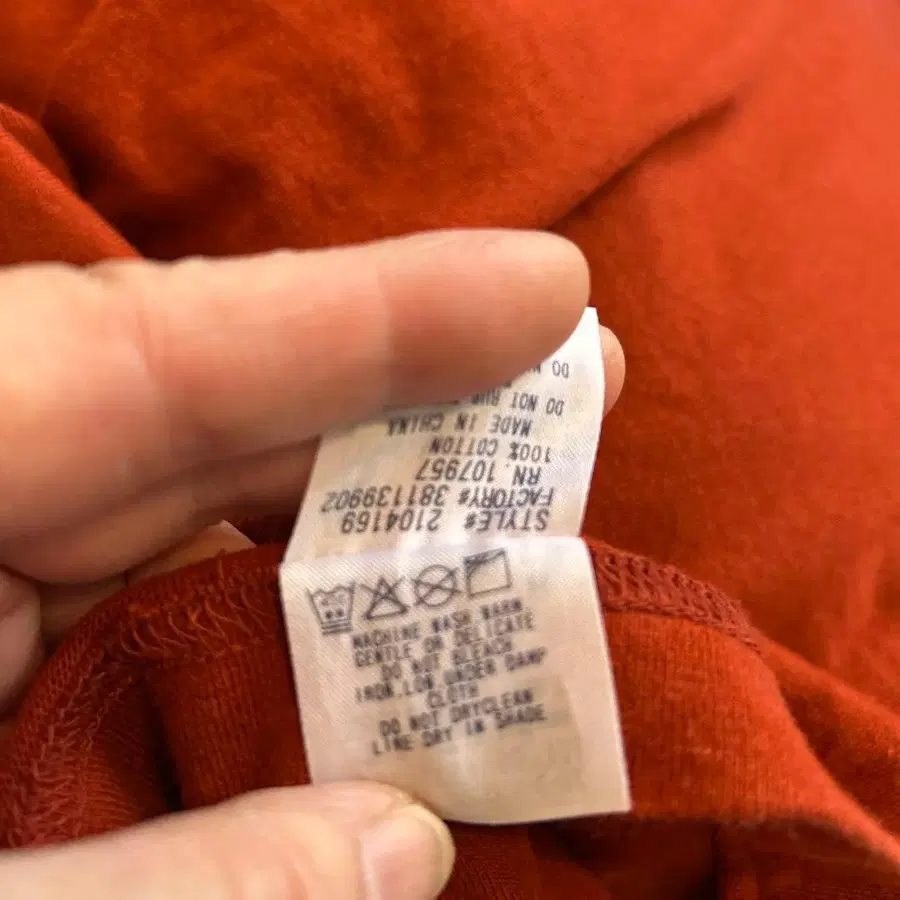 STYLE# 2104169
FACTORY# 381139902
RN. 107957
100% COTTON
MADE IN CHINA
DO NOT RUB
DO
MACHINE WASH WARM
GENTLE OR DELICATE
DO NOT BLEACH
IRON.LOW UNDER DAMP
CLOTH
DO NOT DRYCLEAN
LINE DRY IN SHADE